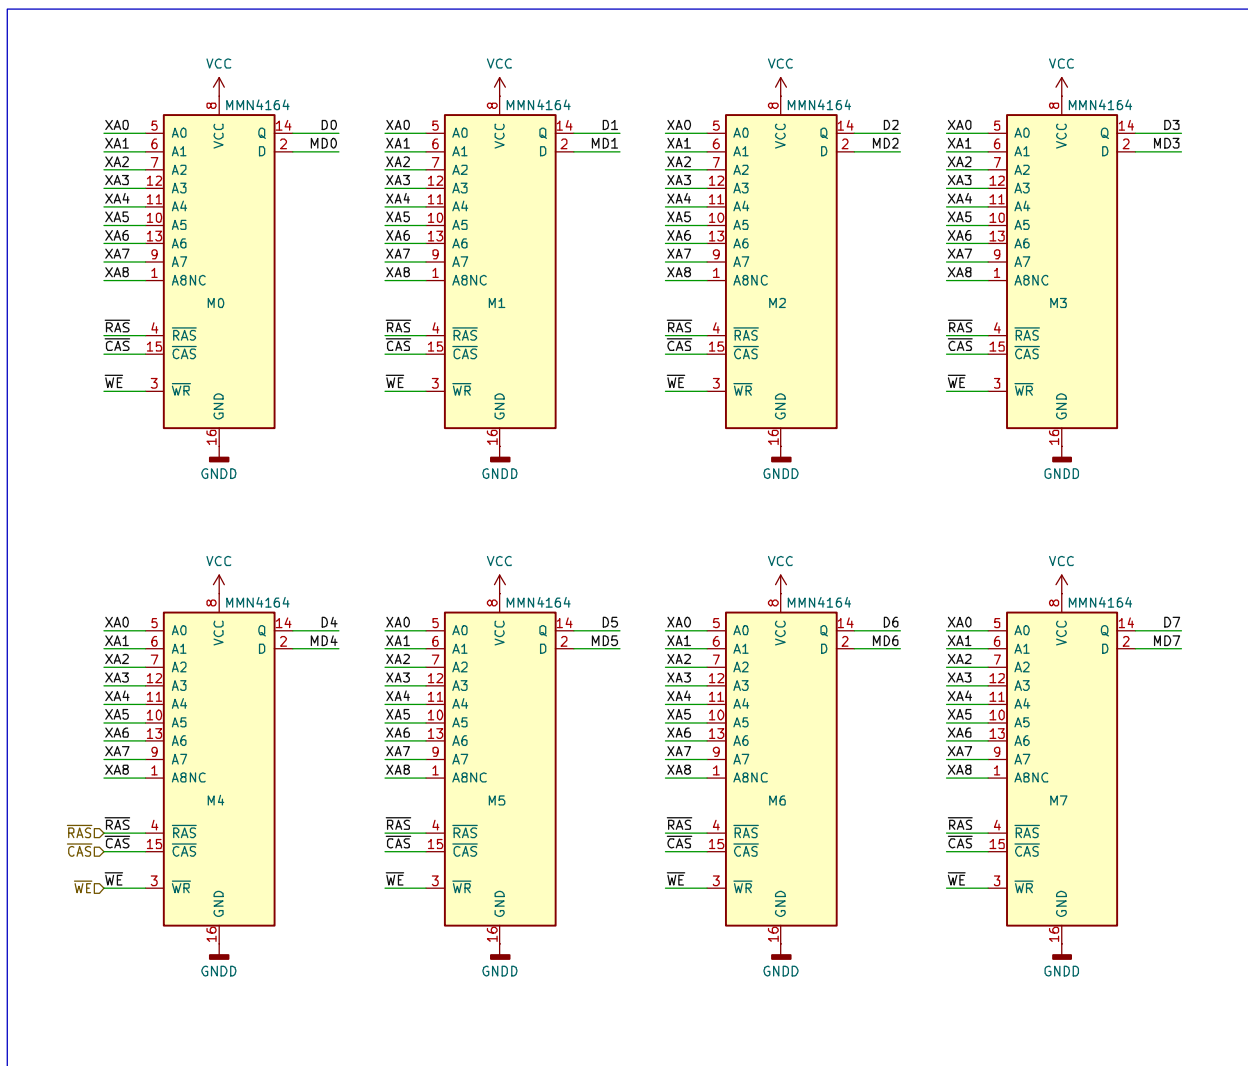 VCC VCC VCC VCC
8 MMN4164 8 MMN4164 8 MMN4164 8 MMN4164
XA0 5 A0 VCC Q 14 D0 XA0 5 A0 VCC Q 14 D1 XA0 5 A0 VCC Q 14 D2 XA0 5 A0 VCC Q 14 D3
XA1 6 A1 D 2 MD0 XA1 6 A1 D 2 MD1 XA1 6 A1 D 2 MD2 XA1 6 A1 D 2 MD3
XA2 7 A2 XA2 7 A2 XA2 7 A2 XA2 7 A2
XA3 12 A3 XA3 12 A3 XA3 12 A3 XA3 12 A3
XA4 11 A4 XA4 11 A4 XA4 11 A4 XA4 11 A4
XA5 10 A5 XA5 10 A5 XA5 10 A5 XA5 10 A5
XA6 13 A6 XA6 13 A6 XA6 13 A6 XA6 13 A6
XA7 9 A7 XA7 9 A7 XA7 9 A7 XA7 9 A7
XA8 1 A8NC XA8 1 A8NC XA8 1 A8NC XA8 1 A8NC
M0 M1 M2 M3
RAS 4 RAS RAS 4 RAS RAS 4 RAS RAS 4 RAS
CAS 15 CAS CAS 15 CAS CAS 15 CAS CAS 15 CAS
WE 3 WR WE 3 WR WE 3 WR WE 3 WR
GND GND GND GND
16 16 16 16
GNDD GNDD GNDD GNDD
VCC VCC VCC VCC
8 MMN4164 8 MMN4164 8 MMN4164 8 MMN4164
XA0 5 A0 VCC Q 14 D4 XA0 5 A0 VCC Q 14 D5 XA0 5 A0 VCC Q 14 D6 XA0 5 A0 VCC Q 14 D7
XA1 6 A1 D 2 MD4 XA1 6 A1 D 2 MD5 XA1 6 A1 D 2 MD6 XA1 6 A1 D 2 MD7
XA2 7 A2 XA2 7 A2 XA2 7 A2 XA2 7 A2
XA3 12 A3 XA3 12 A3 XA3 12 A3 XA3 12 A3
XA4 11 A4 XA4 11 A4 XA4 11 A4 XA4 11 A4
XA5 10 A5 XA5 10 A5 XA5 10 A5 XA5 10 A5
XA6 13 A6 XA6 13 A6 XA6 13 A6 XA6 13 A6
XA7 9 A7 XA7 9 A7 XA7 9 A7 XA7 9 A7
XA8 1 A8NC XA8 1 A8NC XA8 1 A8NC XA8 1 A8NC
M4 M5 M6 M7
RAS RAS 4 RAS RAS 4 RAS RAS 4 RAS RAS 4 RAS
CAS CAS 15 CAS CAS 15 CAS CAS 15 CAS CAS 15 CAS
WE WE 3 WR WE 3 WR WE 3 WR WE 3 WR
GND GND GND GND
16 16 16 16
GNDD GNDD GNDD GNDD